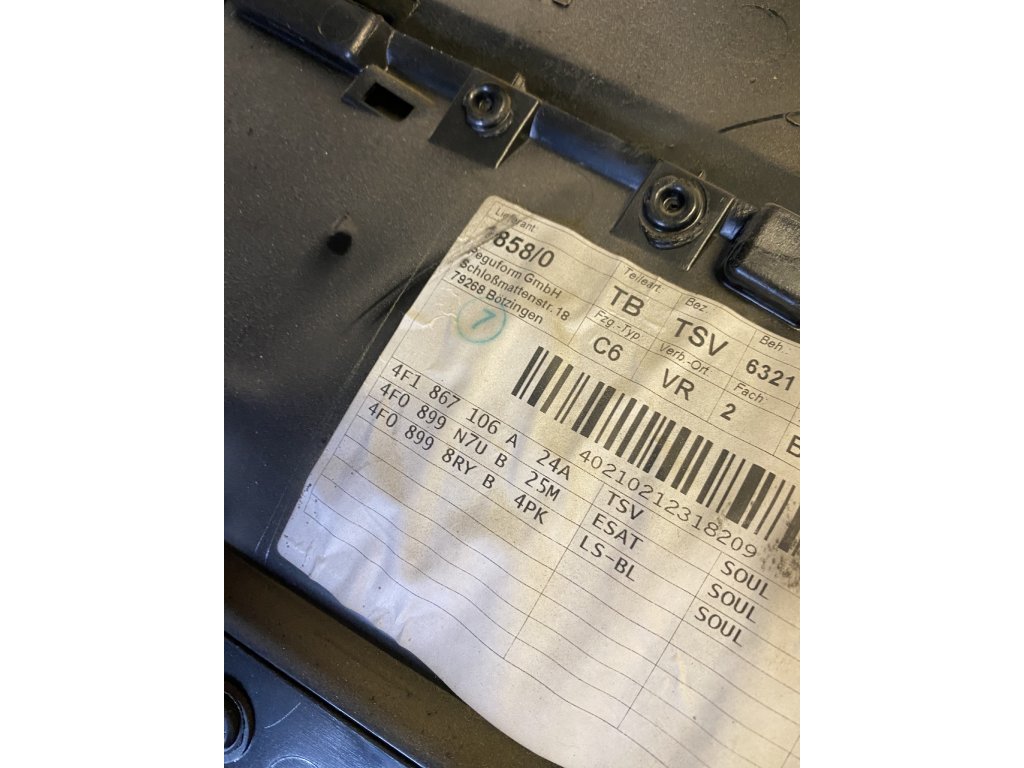 Lieferant
858/0
Peguform GmbH
Schloßmattenstr. 18
79268 Bötzingen
Teileart.
TB
Bez.
TSV
Beh.:
6321
Fzg.-Typ
C6
Verb.-Ort
VR
Fach
2
7
40210212318209
4F1 867 106 A 24A TSV SOUL
4F0 899 N7U B 25M ESAT SOUL
4F0 899 8RY B 4PK LS-BL SOUL